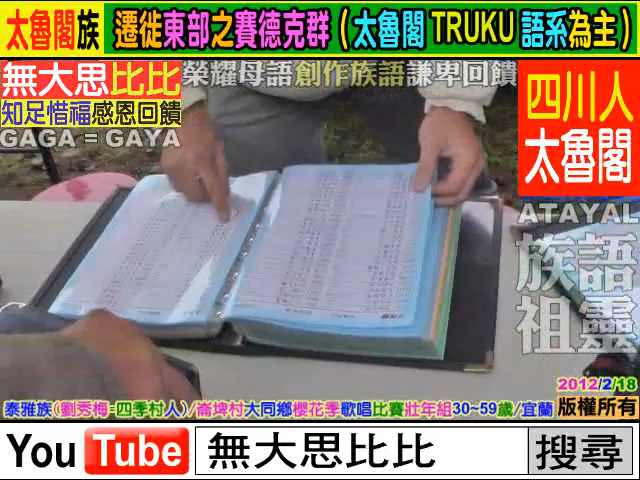 太魯閣族 遷徙東部之賽德克群(太魯閣 TRUKU 語系為主)
無大思比比 榮耀母語創作族語謙卑回饋
知足惜福感恩回饋
GAGA = GAYA
四川人
太魯閣
ATAYAL
族語
祖靈
2012/2/18
泰雅族(劉秀梅=四季村人)/崙埤村大同鄉櫻花季歌唱比賽壯年組30~59歲/宜蘭
版權所有
YouTube 無大思比比 搜尋